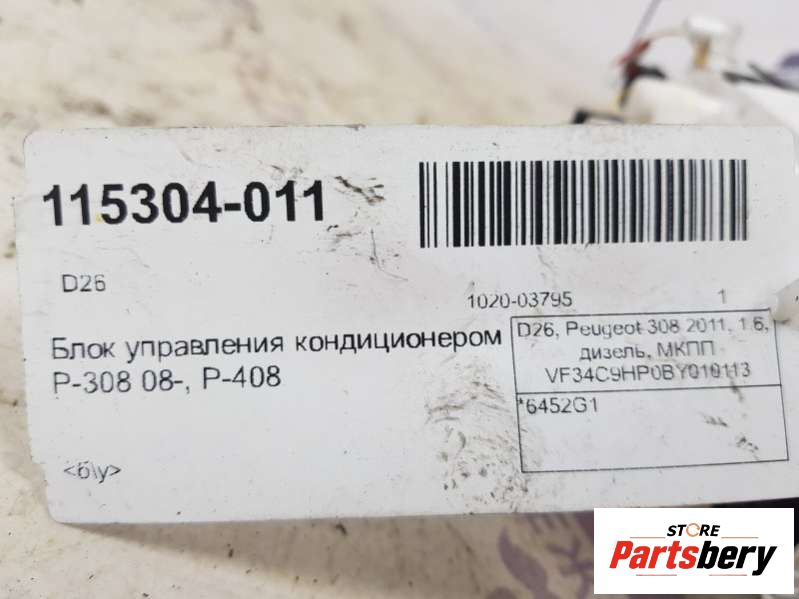 115304-011
D26
1020-03795 1
Блок управления кондиционером
P-308 08-, P-408
D26, Peugeot 308 2011, 1.6,
дизель, МКПП
VF34C9HP0BY010113
*6452G1
<б\у>
STORE
Partsbery